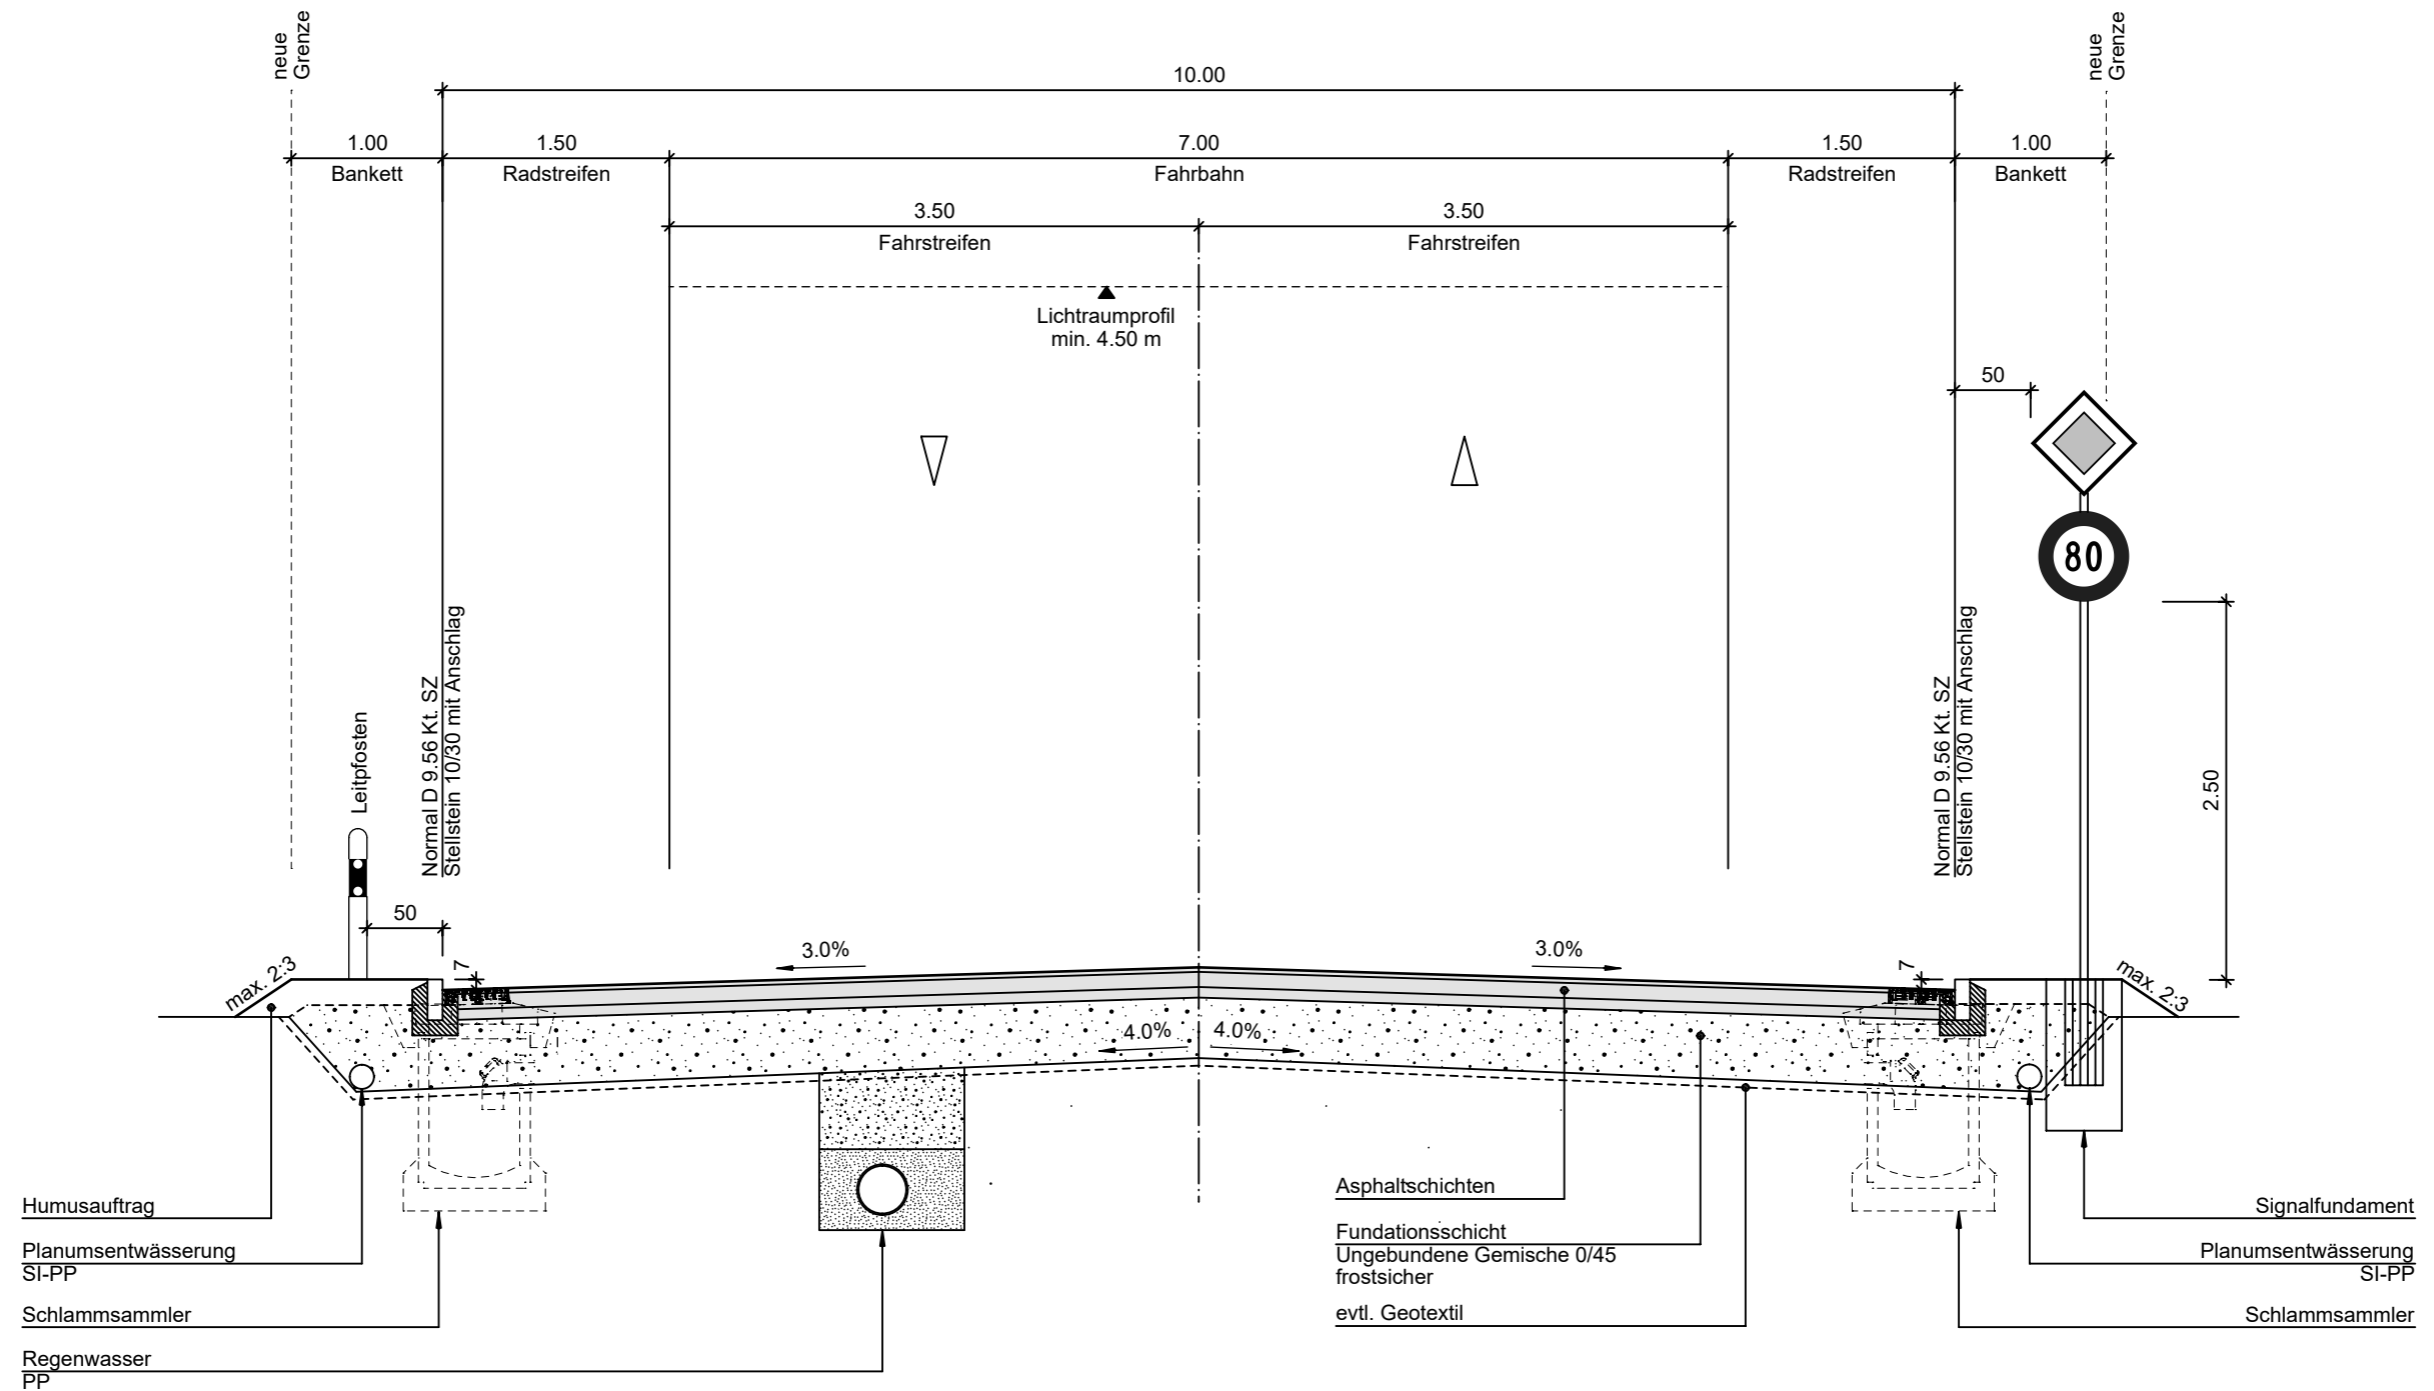 neue
Grenze
neue
Grenze
10.00
1.00
1.50
7.00
1.50
1.00
Bankett
Radstreifen
Fahrbahn
Radstreifen
Bankett
3.50
3.50
Fahrstreifen
Fahrstreifen
Lichtraumprofil
min. 4.50 m
50
80
Leitpfosten
Normal D 9.56 Kt. SZ
Stellstein 10/30 mit Anschlag
Normal D 9.56 Kt. SZ
Stellstein 10/30 mit Anschlag
2.50
50
max. 2:3
7
3.0%
3.0%
7
max. 2:3
4.0%
4.0%
Humusauftrag
Planumsentwässerung
SI-PP
Schlammsammler
Regenwasser
PP
Asphaltschichten
Fundationsschicht
Ungebundene Gemische 0/45
frostsicher
evtl. Geotextil
Signalfundament
Planumsentwässerung
SI-PP
Schlammsammler